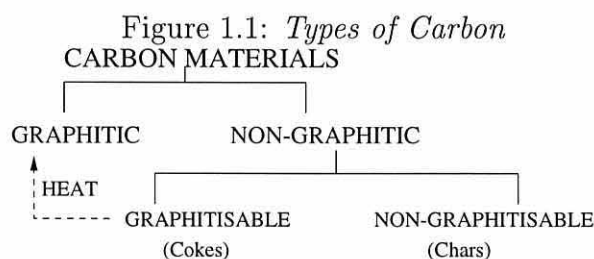 Figure 1.1: Types of Carbon
CARBON MATERIALS
GRAPHITIC NON-GRAPHITIC
HEAT
GRAPHITISABLE NON-GRAPHITISABLE
(Cokes) (Chars)